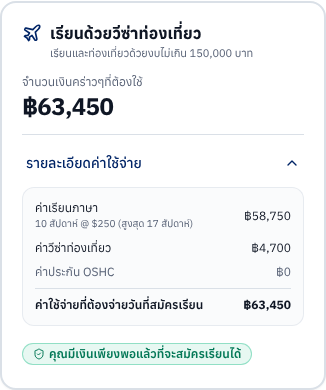 เรียนด้วยวีซ่าท่องเที่ยว
เรียนและท่องเที่ยวด้วยงบไม่เกิน 150,000 บาท
จำนวนเงินคร่าวๆที่ต้องใช้
฿63,450
รายละเอียดค่าใช้จ่าย
ค่าเรียนภาษา
10 สัปดาห์ @ $250 (สูงสุด 17 สัปดาห์)
฿58,750
ค่าวีซ่าท่องเที่ยว ฿4,700
ค่าประกัน OSHC ฿0
ค่าใช้จ่ายที่ต้องจ่ายวันที่สมัครเรียน ฿63,450
คุณมีเงินเพียงพอแล้วที่จะสมัครเรียนได้